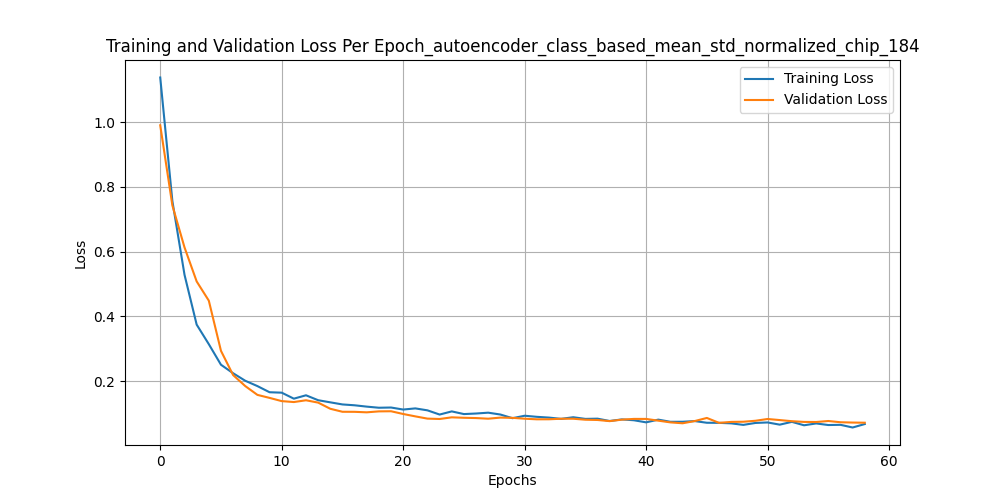 Training and Validation Loss Per Epoch_autoencoder_class_based_mean_std_normalized_chip_184
Training Loss
Validation Loss
1.0
0.8
0.6
0.4
0.2
Loss
0 10 20 30 40 50 60
Epochs